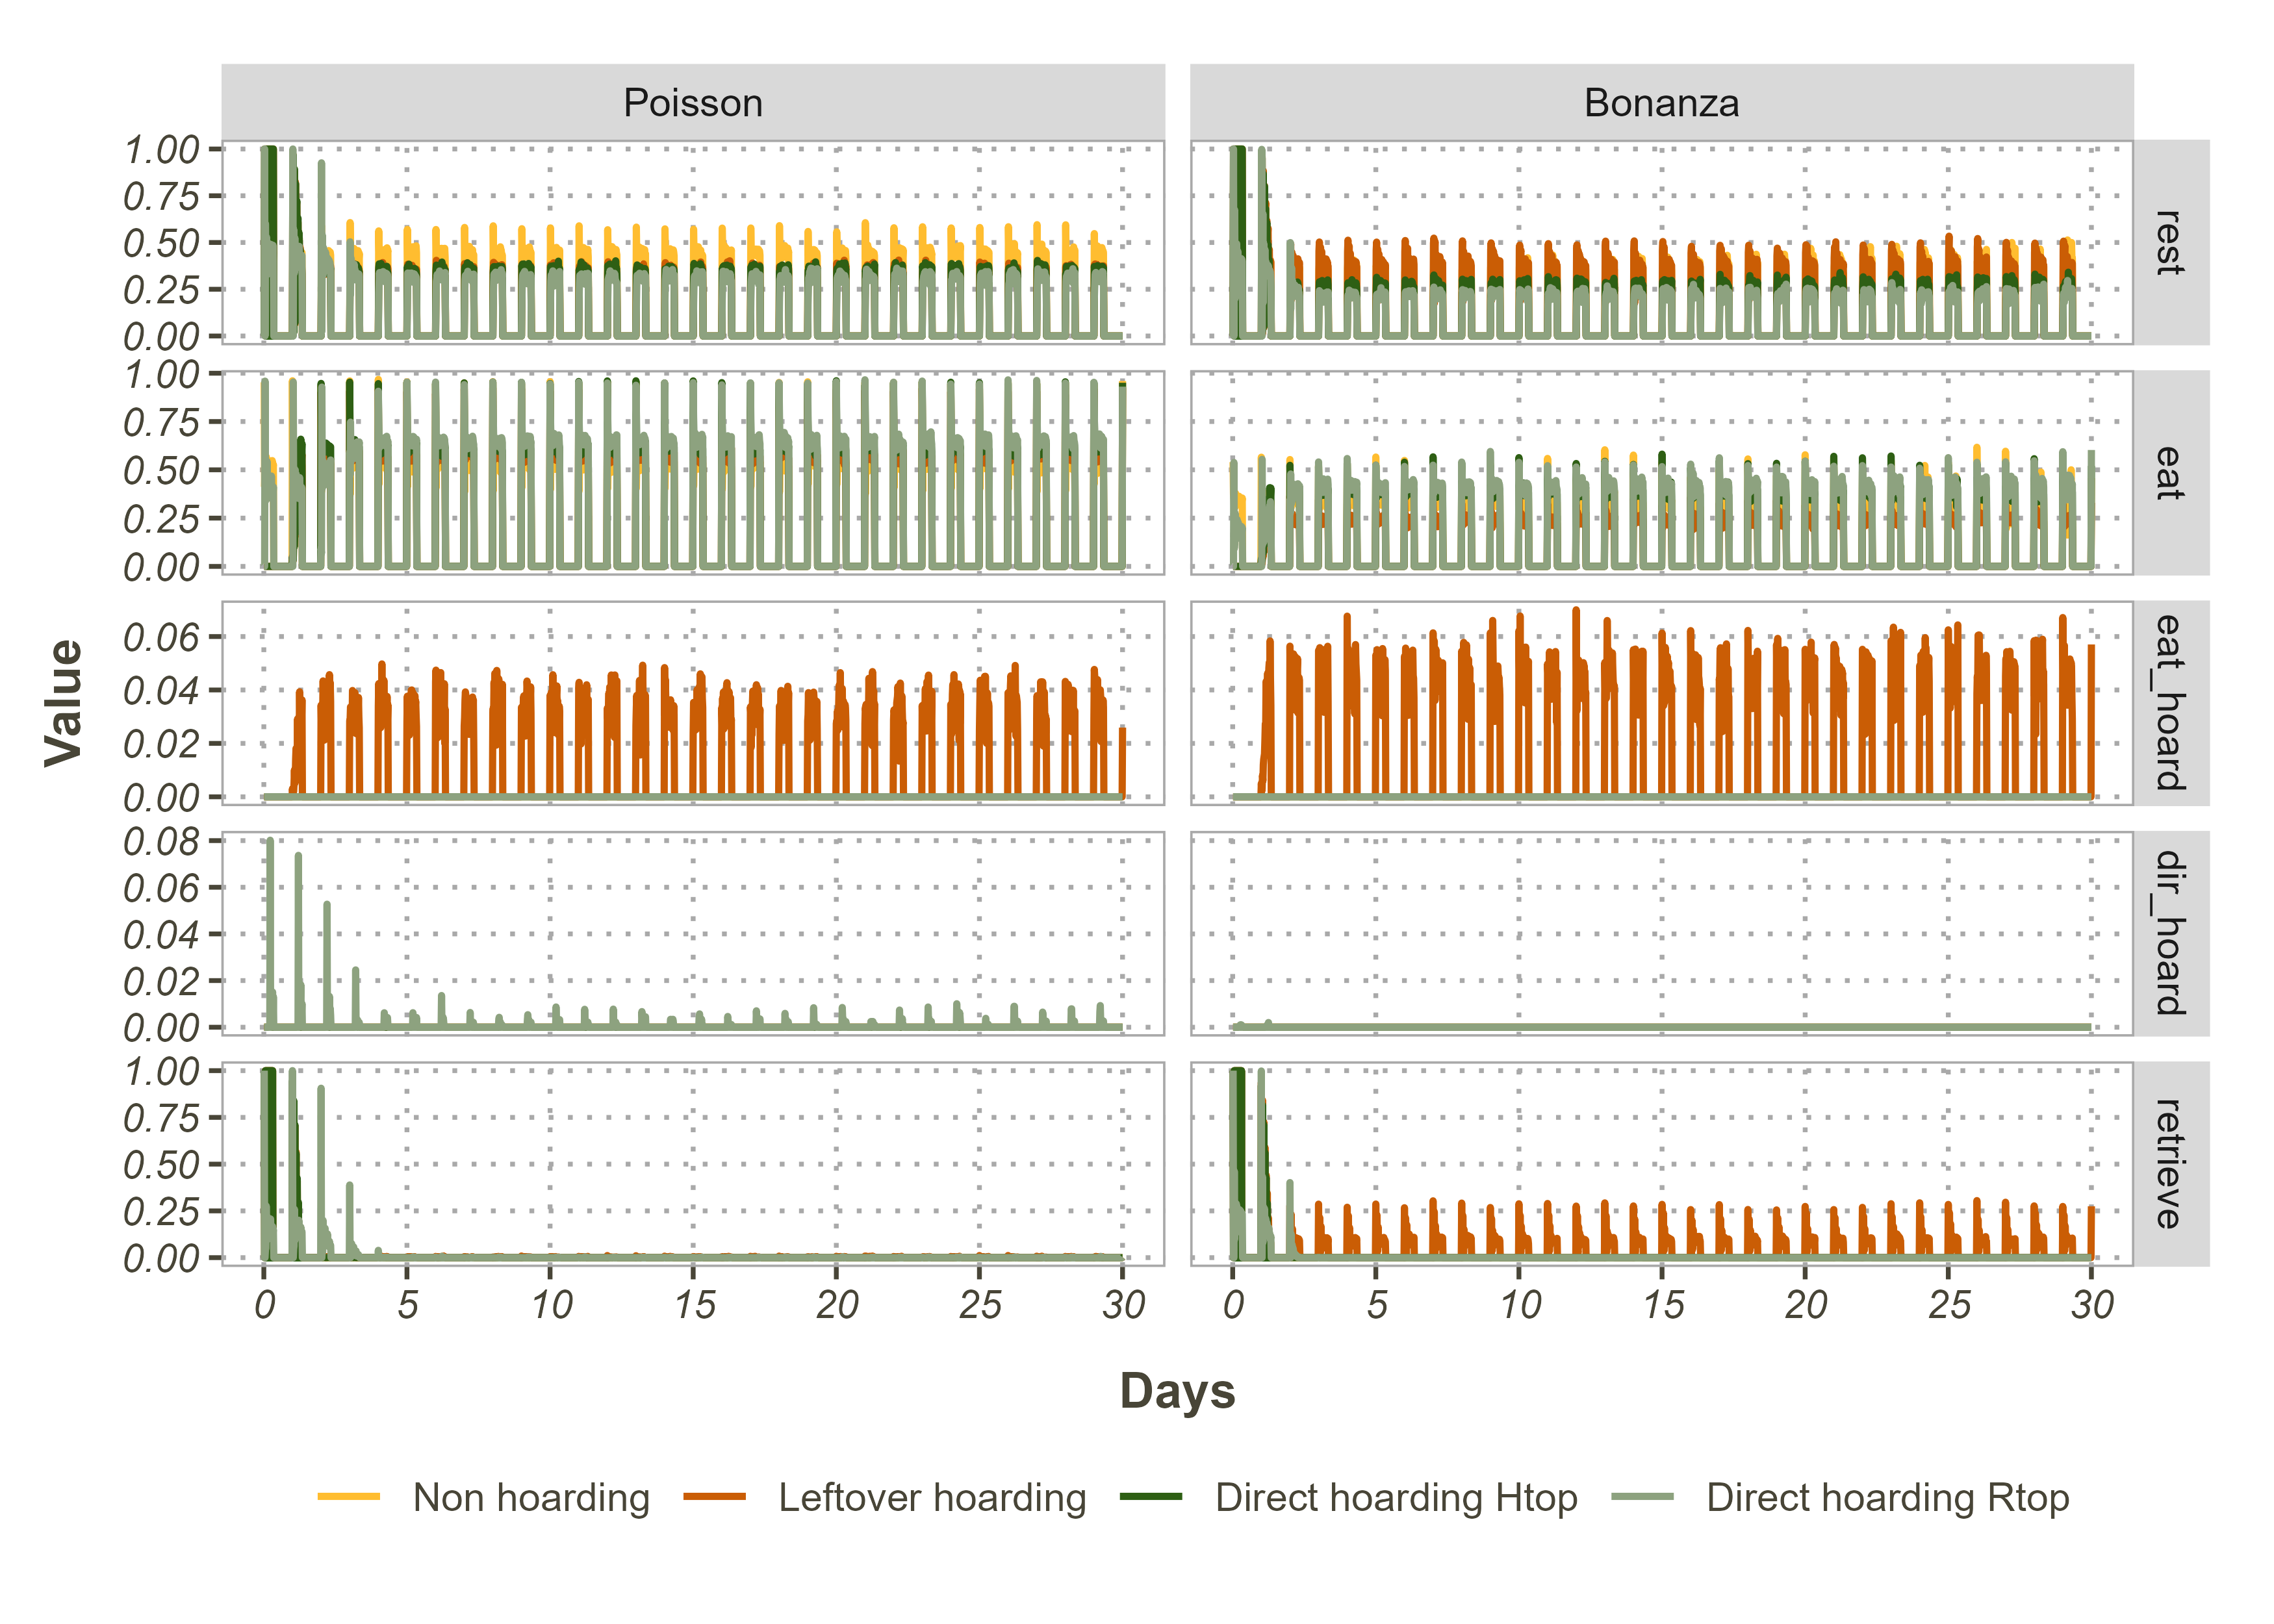 Poisson
Bonanza
1.00
0.75
0.50
0.25
0.00
rest
1.00
0.75
0.50
0.25
0.00
eat
0.06
0.04
0.02
0.00
eat_hoard
0.08
0.06
0.04
0.02
0.00
dir_hoard
1.00
0.75
0.50
0.25
0.00
retrieve
Value
0 5 10 15 20 25 30
0 5 10 15 20 25 30
Days
Non hoarding Leftover hoarding Direct hoarding Htop Direct hoarding Rtop